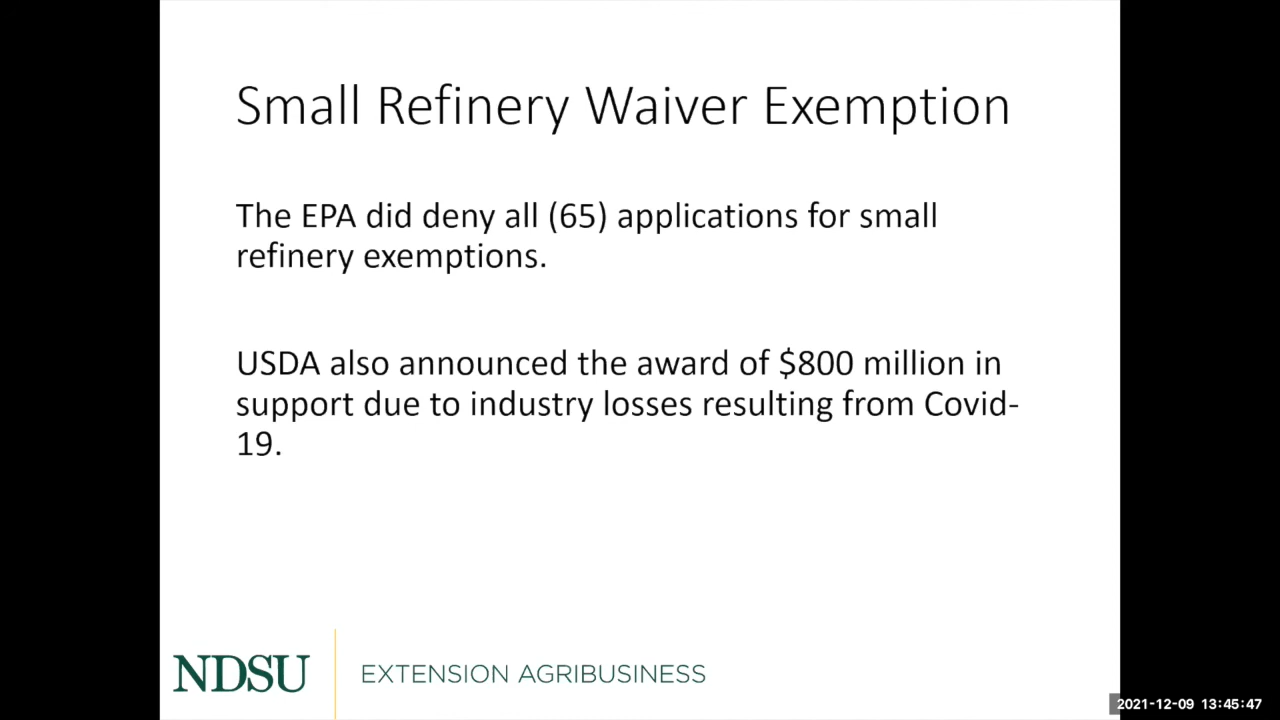 Small Refinery Waiver Exemption
The EPA did deny all (65) applications for small
refinery exemptions.
USDA also announced the award of $800 million in
support due to industry losses resulting from Covid-
19.
NDSU EXTENSION AGRIBUSINESS
2021-12-09 13:45:47